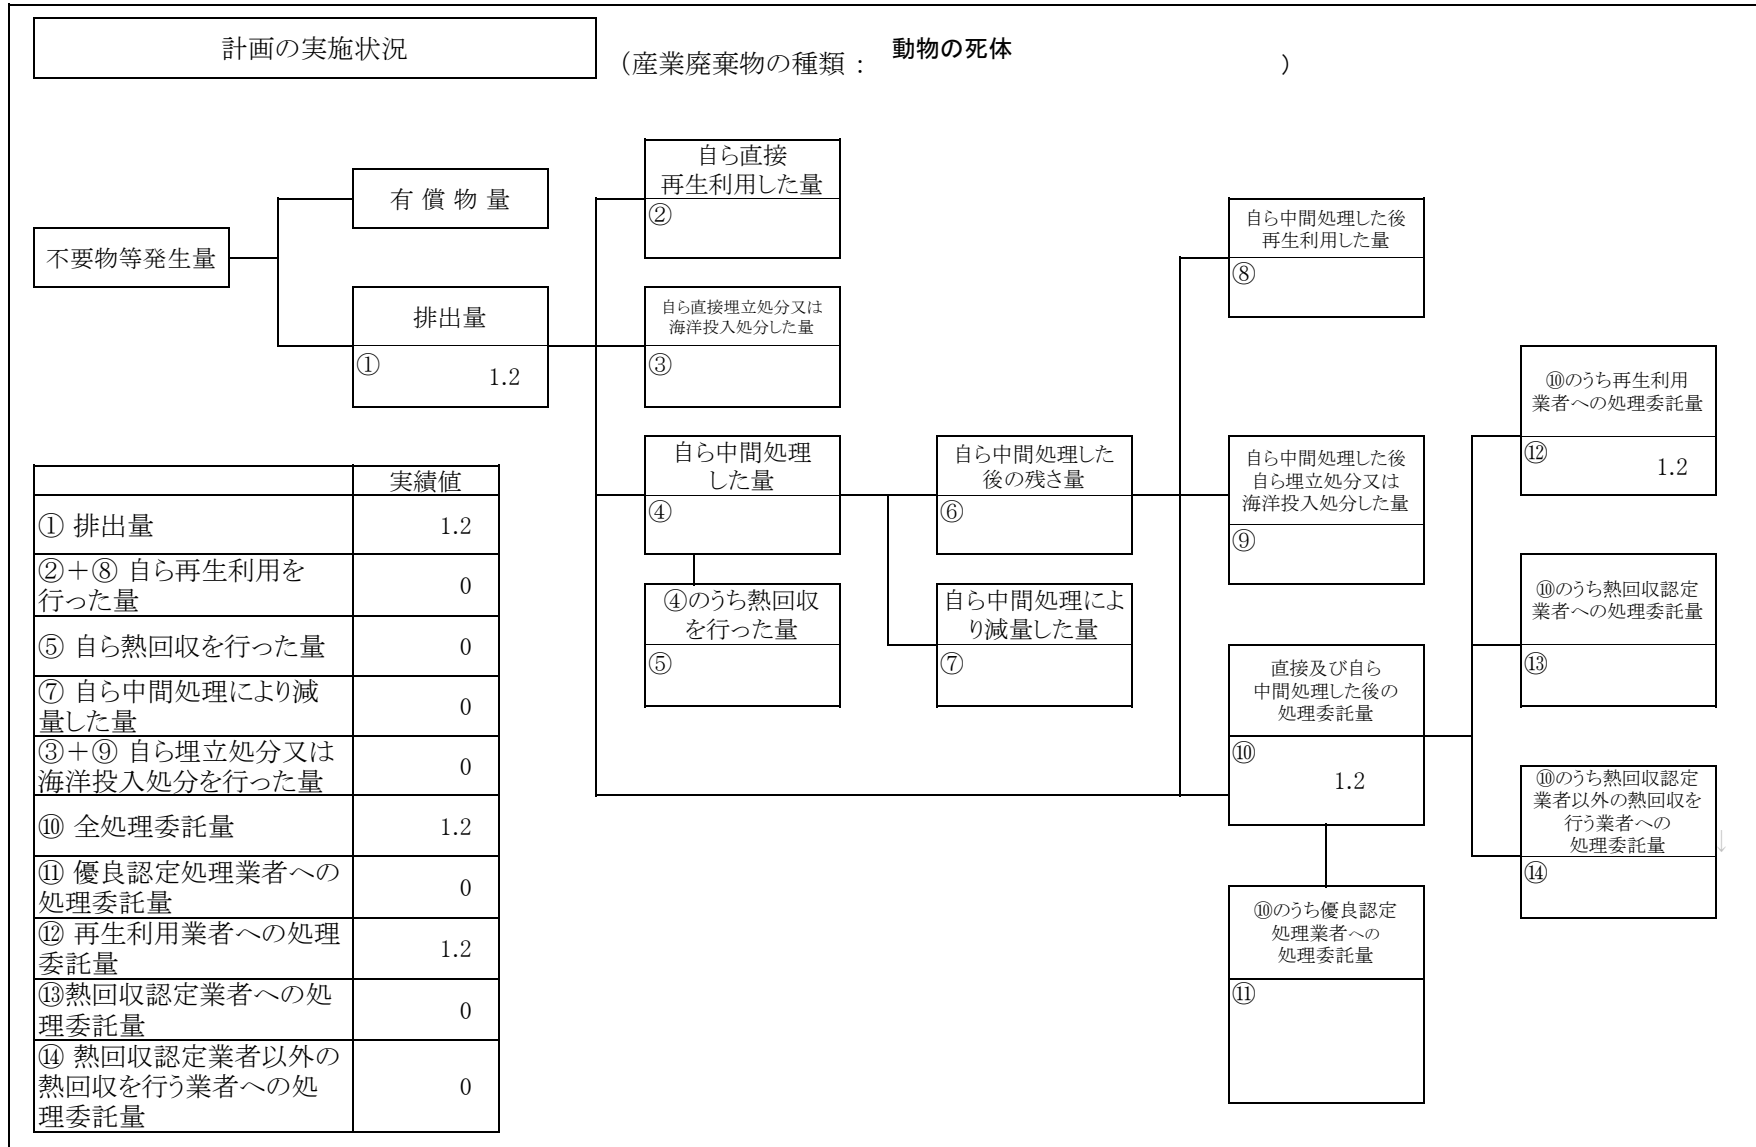 計画の実施状況
（産業廃棄物の種類： 動物の死体 ）
不要物等発生量
有償物量
排出量
① 1.2
自ら直接
再生利用した量
②
自ら直接埋立処分又は
海洋投入処分した量
③
自ら中間処理
した量
④
④のうち熱回収
を行った量
⑤
自ら中間処理した
後の残さ量
⑥
自ら中間処理によ
り減量した量
⑦
自ら中間処理した後
再生利用した量
⑧
自ら中間処理した後
自ら埋立処分又は
海洋投入処分した量
⑨
直接及び自ら
中間処理した後の
処理委託量
⑩
1.2
⑩のうち優良認定
処理業者への
処理委託量
⑪
⑩のうち再生利用
業者への処理委託量
⑫ 1.2
⑩のうち熱回収認定
業者への処理委託量
⑬
⑩のうち熱回収認定
業者以外の熱回収を
行う業者への
処理委託量
↓
⑭
実績値
① 排出量 1.2
②＋⑧ 自ら再生利用を
行った量 0
⑤ 自ら熱回収を行った量 0
⑦ 自ら中間処理により減
量した量 0
③＋⑨ 自ら埋立処分又は
海洋投入処分を行った量 0
⑩ 全処理委託量 1.2
⑪ 優良認定処理業者への
処理委託量 0
⑫ 再生利用業者への処理
委託量 1.2
⑬熱回収認定業者への処
理委託量 0
⑭ 熱回収認定業者以外の
熱回収を行う業者への処
理委託量 0